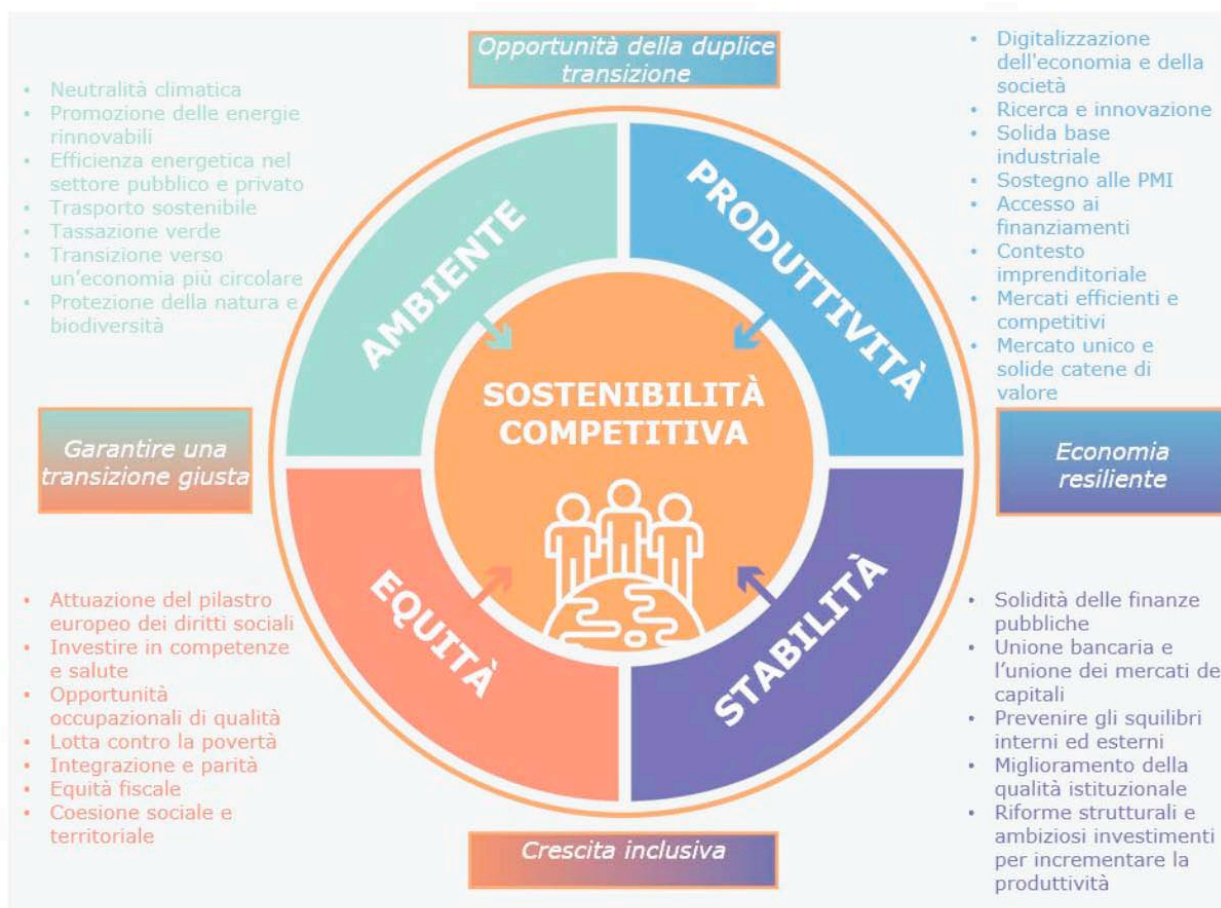 Opportunità della duplice
transizione
• Neutralità climatica
• Promozione delle energie
rinnovabili
• Efficienza energetica nel
settore pubblico e privato
• Trasporto sostenibile
• Tassazione verde
• Transizione verso
un'economia più circolare
• Protezione della natura e
biodiversità
• Digitalizzazione
dell'economia e della
società
• Ricerca e innovazione
• Solida base
industriale
• Sostegno alle PMI
• Accesso ai
finanziamenti
• Contesto
imprenditoriale
• Mercati efficienti e
competitivi
• Mercato unico e
solide catene di
valore
AMBIENTE
PRODUTTIVITÀ
SOSTENIBILITÀ
COMPETITIVA
Garantire una
transizione giusta
Economia
resiliente
EQUITÀ
STABILITÀ
• Attuazione del pilastro
europeo dei diritti sociali
• Investire in competenze
e salute
• Opportunità
occupazionali di qualità
• Lotta contro la povertà
• Integrazione e parità
• Equità fiscale
• Coesione sociale e
territoriale
• Solidità delle finanze
pubbliche
• Unione bancaria e
l'unione dei mercati de
capitali
• Prevenire gli squilibri
interni ed esterni
• Miglioramento della
qualità istituzionale
• Riforme strutturali e
ambiziosi investimenti
per incrementare la
produttività
Crescita inclusiva